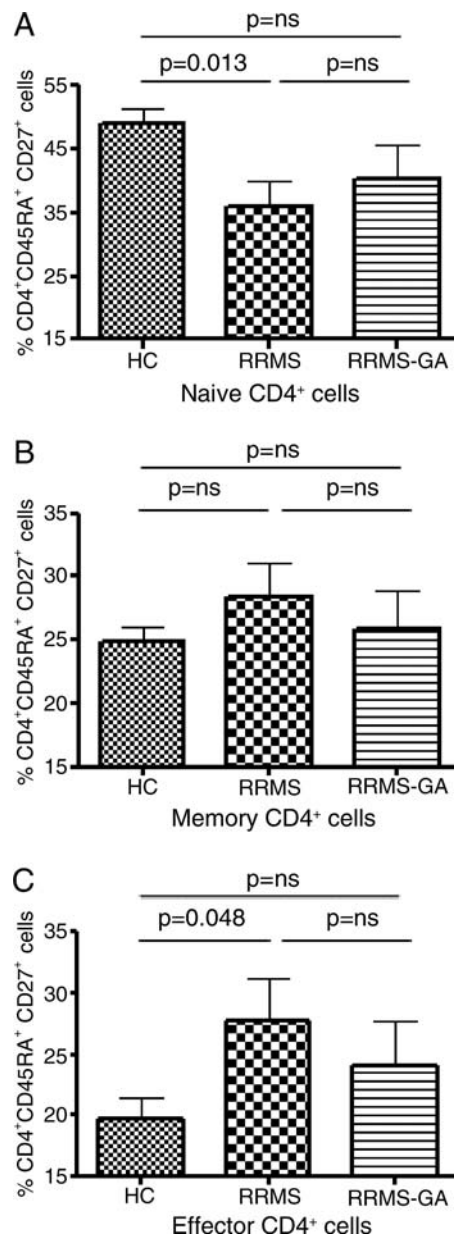 A
p=ns
p=0.013 p=ns
% CD4⁺CD45RA⁺ CD27⁺ cells
55
45
35
25
15
HC RRMS RRMS-GA
Naive CD4⁺ cells
B
p=ns
p=ns p=ns
% CD4⁺CD45RA⁺ CD27⁺ cells
35
30
25
20
15
HC RRMS RRMS-GA
Memory CD4⁺ cells
C
p=ns
p=0.048 p=ns
% CD4⁺CD45RA⁺ CD27⁺ cells
35
30
25
20
15
HC RRMS RRMS-GA
Effector CD4⁺ cells